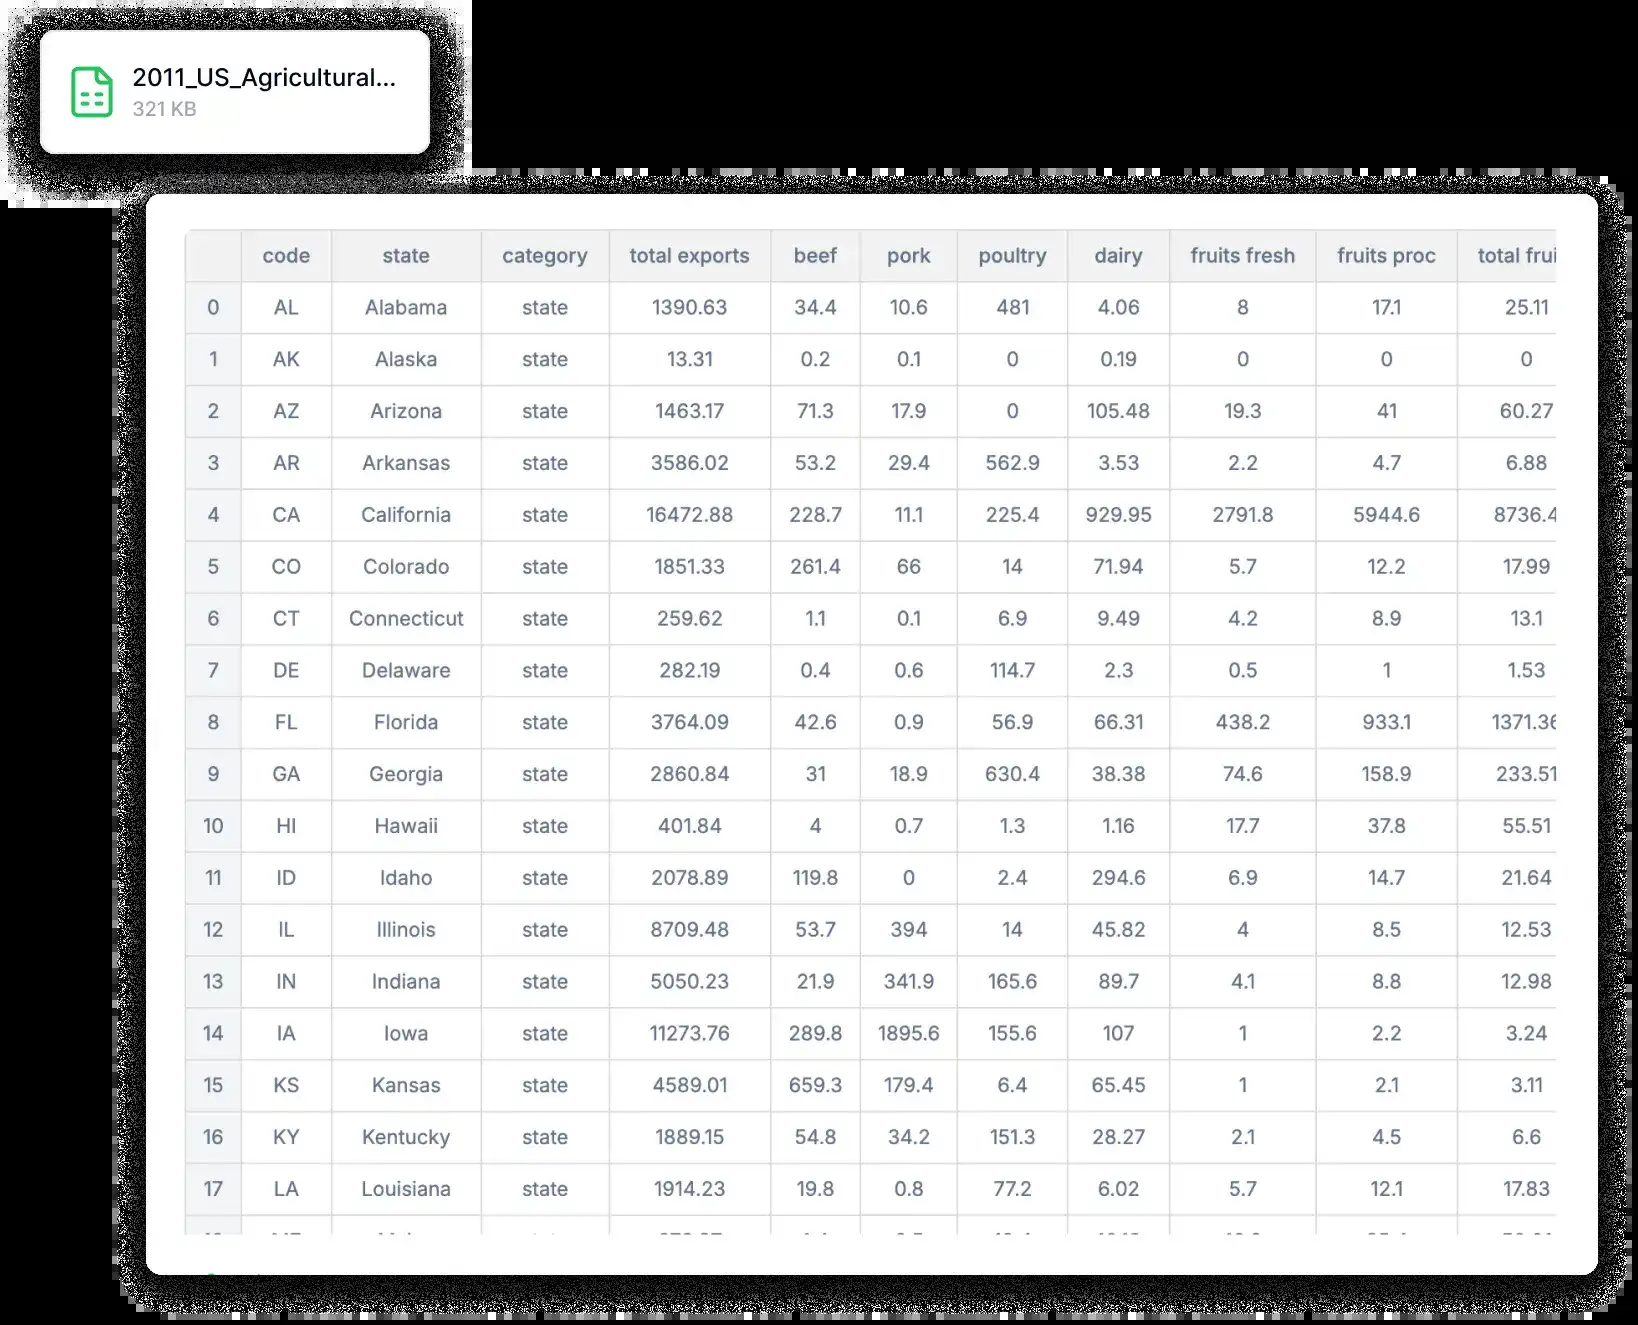 2011_US_Agricultural...
321 KB
code state category total exports beef pork poultry dairy fruits fresh fruits proc total frui
0 AL Alabama state 1390.63 34.4 10.6 481 4.06 8 17.1 25.11
1 AK Alaska state 13.31 0.2 0.1 0 0.19 0 0 0
2 AZ Arizona state 1463.17 71.3 17.9 0 105.48 19.3 41 60.27
3 AR Arkansas state 3586.02 53.2 29.4 562.9 3.53 2.2 4.7 6.88
4 CA California state 16472.88 228.7 11.1 225.4 929.95 2791.8 5944.6 8736.4
5 CO Colorado state 1851.33 261.4 66 14 71.94 5.7 12.2 17.99
6 CT Connecticut state 259.62 1.1 0.1 6.9 9.49 4.2 8.9 13.1
7 DE Delaware state 282.19 0.4 0.6 114.7 2.3 0.5 1 1.53
8 FL Florida state 3764.09 42.6 0.9 56.9 66.31 438.2 933.1 1371.36
9 GA Georgia state 2860.84 31 18.9 630.4 38.38 74.6 158.9 233.51
10 HI Hawaii state 401.84 4 0.7 1.3 1.16 17.7 37.8 55.51
11 ID Idaho state 2078.89 119.8 0 2.4 294.6 6.9 14.7 21.64
12 IL Illinois state 8709.48 53.7 394 14 45.82 4 8.5 12.53
13 IN Indiana state 5050.23 21.9 341.9 165.6 89.7 4.1 8.8 12.98
14 IA Iowa state 11273.76 289.8 1895.6 155.6 107 1 2.2 3.24
15 KS Kansas state 4589.01 659.3 179.4 6.4 65.45 1 2.1 3.11
16 KY Kentucky state 1889.15 54.8 34.2 151.3 28.27 2.1 4.5 6.6
17 LA Louisiana state 1914.23 19.8 0.8 77.2 6.02 5.7 12.1 17.83